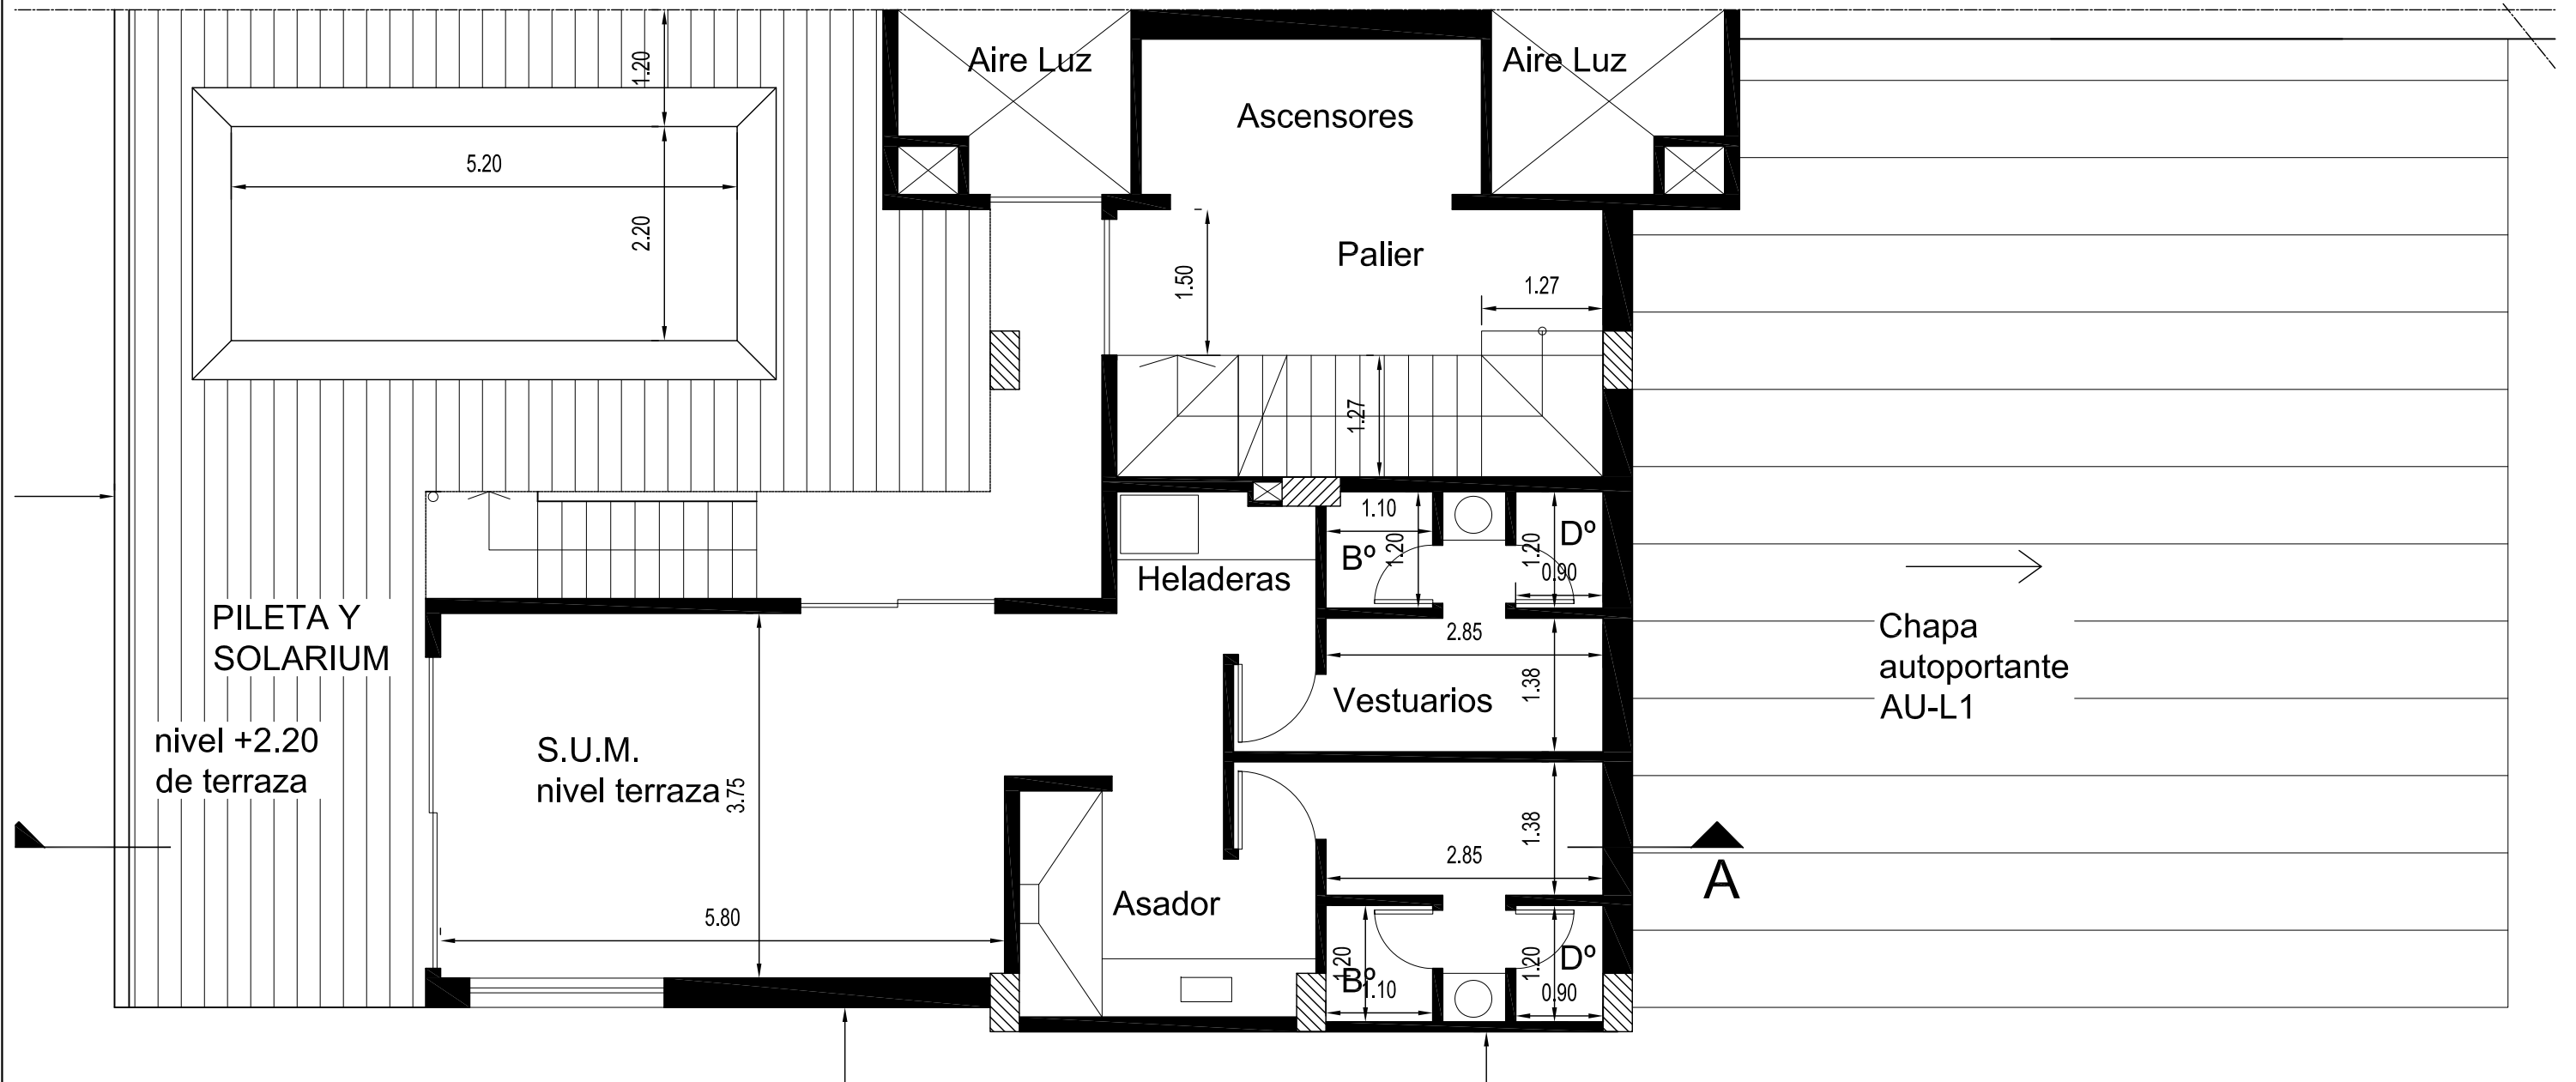 1.20
Aire Luz
Aire Luz
Ascensores
5.20
2.20
1.50
Palier
1.27
1.27
1.10
1.20
Bº
1.20
Dº
0.90
Heladeras
PILETA Y
SOLARIUM
2.85
1.38
Vestuarios
Chapa
autoportante
AU-L1
nivel +2.20
de terraza
S.U.M.
nivel terraza
3.75
1.38
2.85
A
Asador
5.80
1.20
Bº
1.10
1.20
Dº
0.90